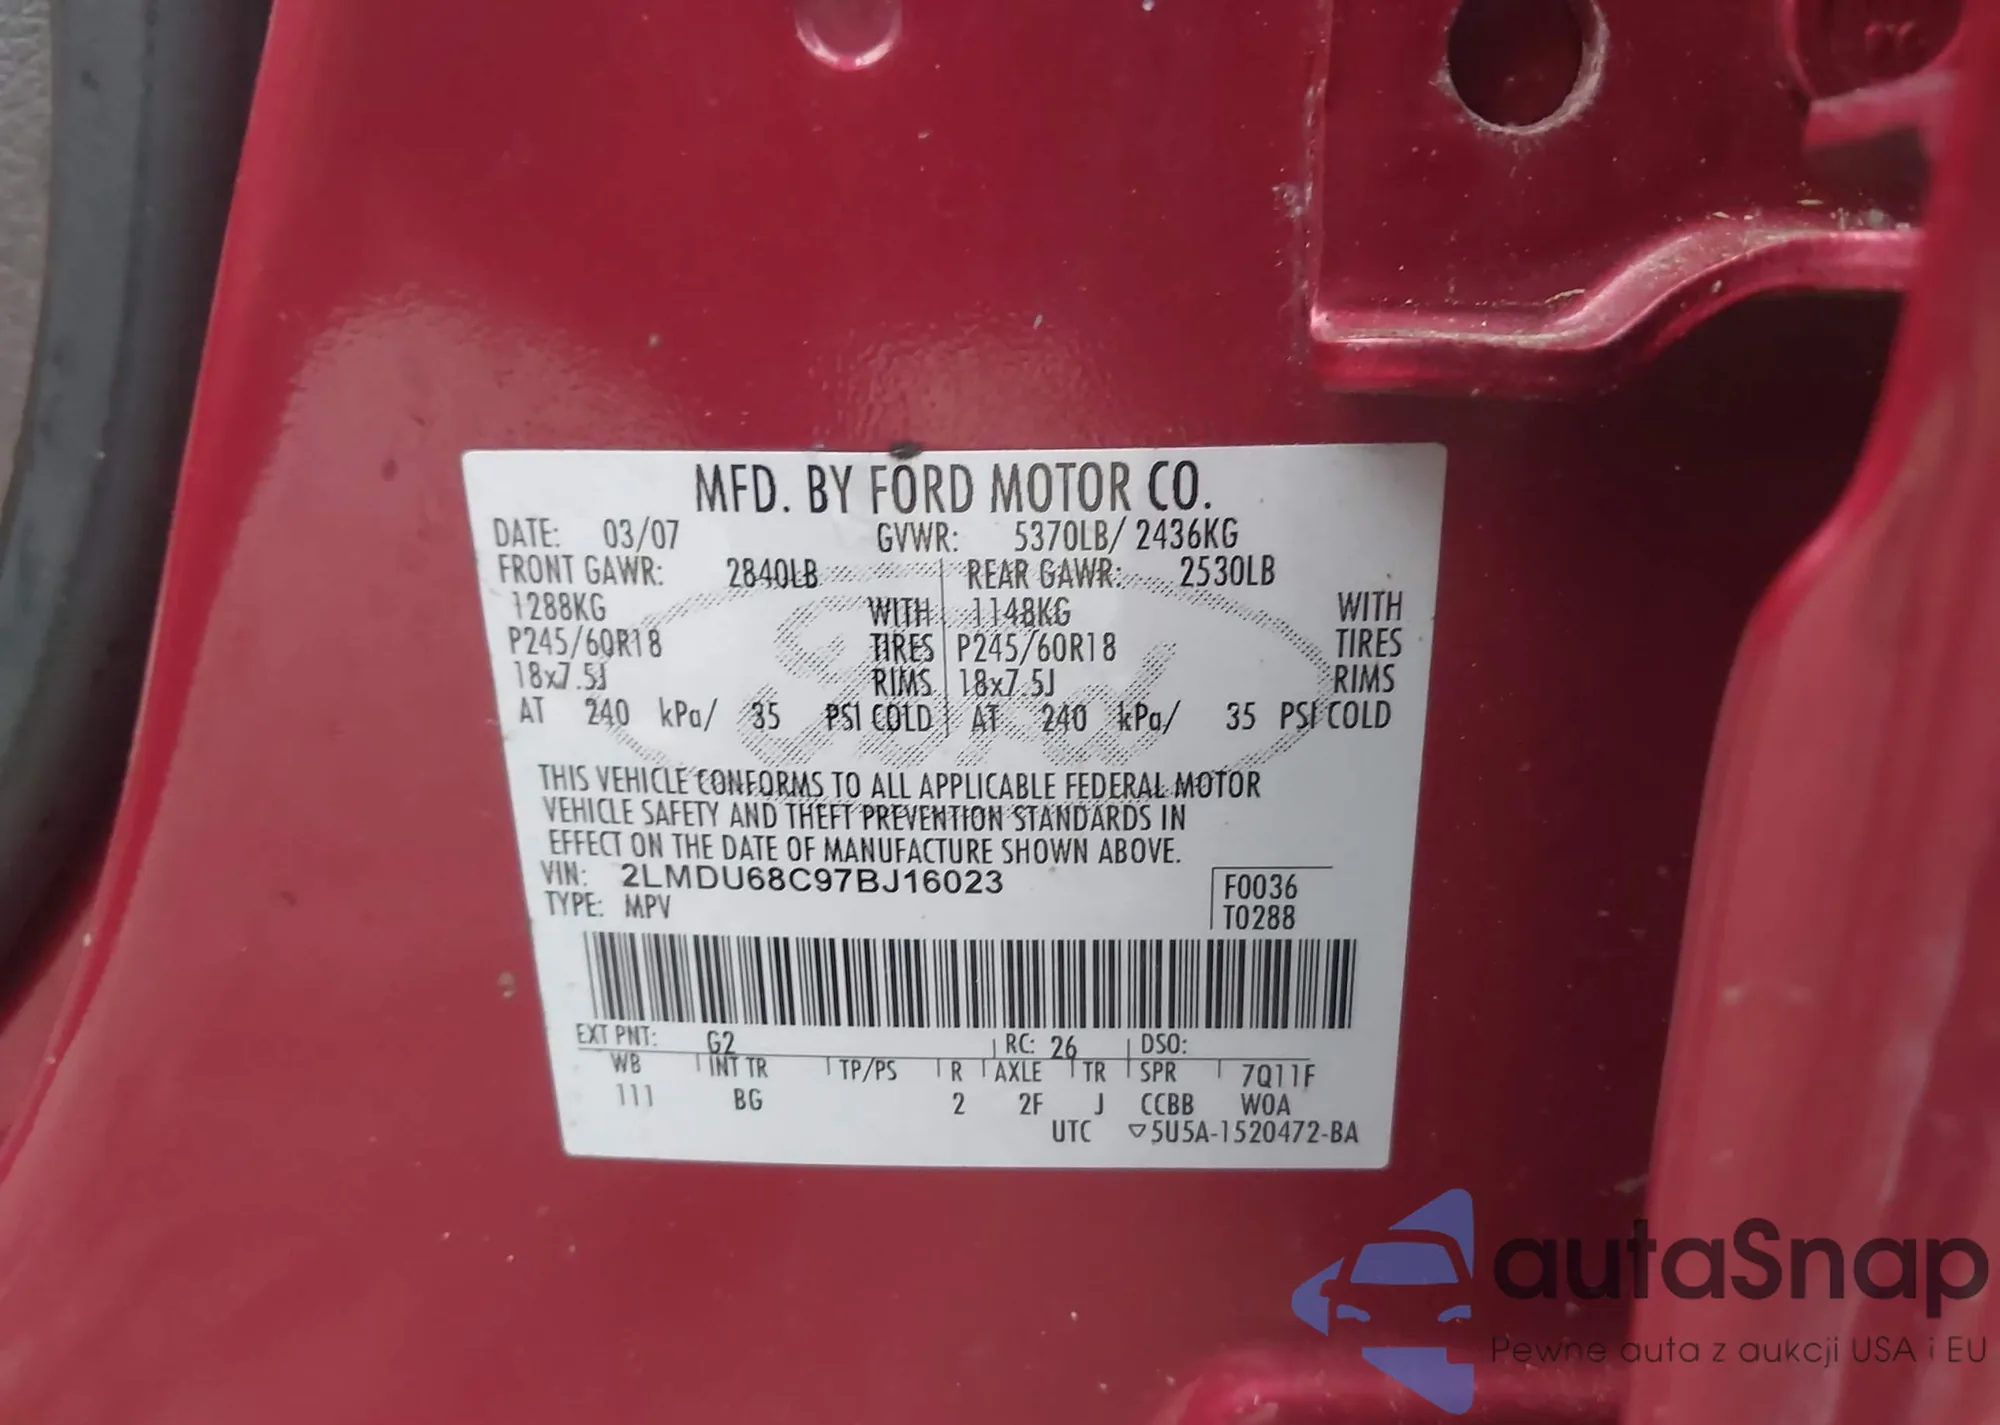 MFD. BY FORD MOTOR CO.
DATE: 03/07 GVWR: 5370LB/ 2436KG
FRONT GAWR: 2840LB REAR GAWR: 2530LB
1288KG WITH 1148KG WITH
P245/60R18 TIRES P245/60R18 TIRES
18x7.5J RIMS 18x7.5J RIMS
AT 240 kPa/ 35 PSI COLD AT 240 kPa/ 35 PSI COLD
THIS VEHICLE CONFORMS TO ALL APPLICABLE FEDERAL MOTOR
VEHICLE SAFETY AND THEFT PREVENTION STANDARDS IN
EFFECT ON THE DATE OF MANUFACTURE SHOWN ABOVE.
VIN: 2LMDU68C97BJ16023 F0036
TYPE: MPV T0288
EXT PNT: G2 RC: 26 DSO:
WB INT TR TP/PS R AXLE TR SPR 7Q11F
111 BG 2 2F J CCBB WOA
UTC ▽5U5A-1520472-BA
autaSnap
Pewne auta z aukcji USA i EU